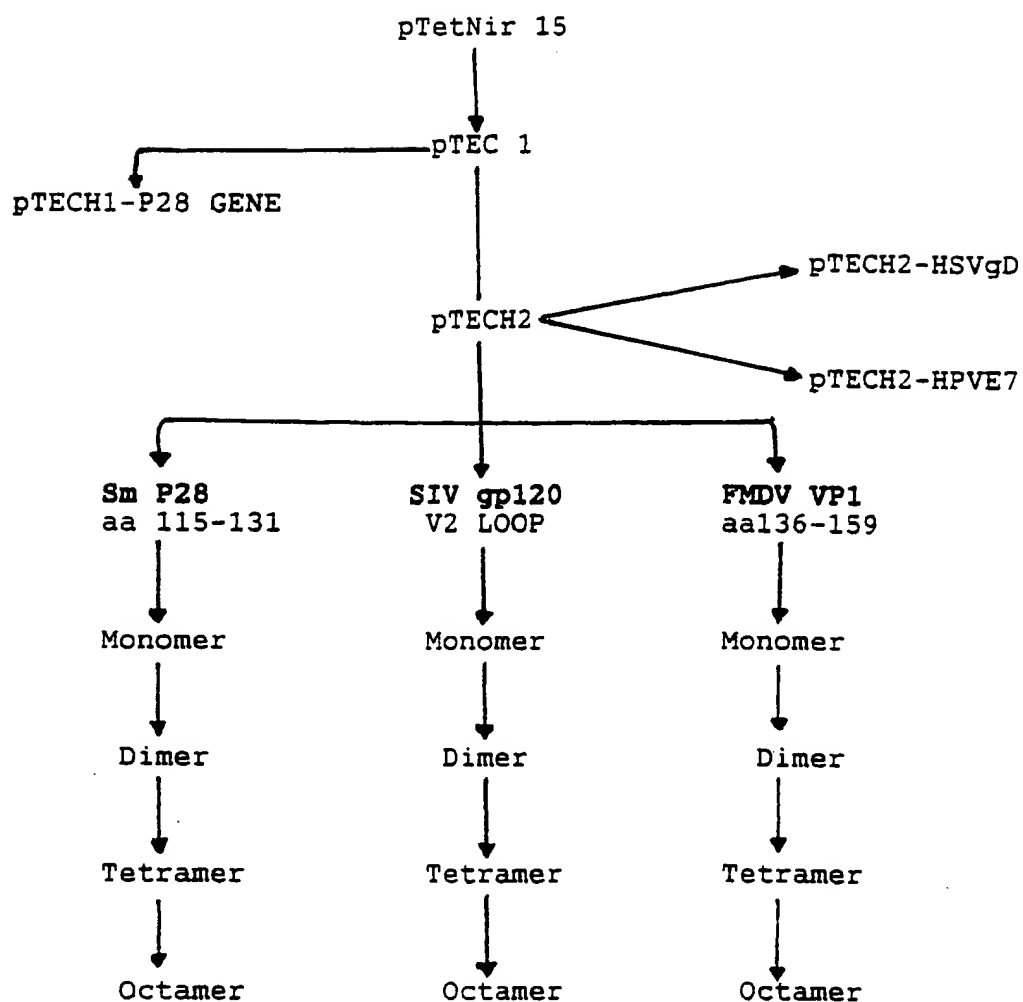 pTetNir 15
pTEC 1
pTECH1-P28 GENE
pTECH2-HSVgD
pTECH2
pTECH2-HPVE7
Sm P28
aa 115-131
SIV gp120
V2 LOOP
FMDV VP1
aa136-159
Monomer
Monomer
Monomer
Dimer
Dimer
Dimer
Tetramer
Tetramer
Tetramer
Octamer
Octamer
Octamer